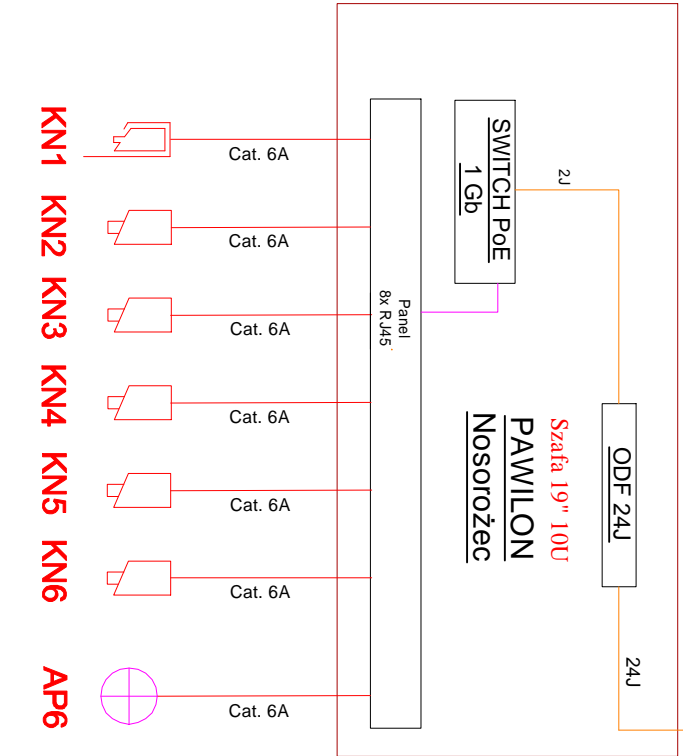 KN1
Cat. 6A
KN2
Cat. 6A
KN3
Cat. 6A
KN4
Cat. 6A
KN5
Cat. 6A
KN6
Cat. 6A
AP6
Cat. 6A
Panel
8x RJ45
SWITCH PoE
1 Gb
2J
Szafa 19" 10U
PAWILON
Nosorożec
ODF 24J
24J